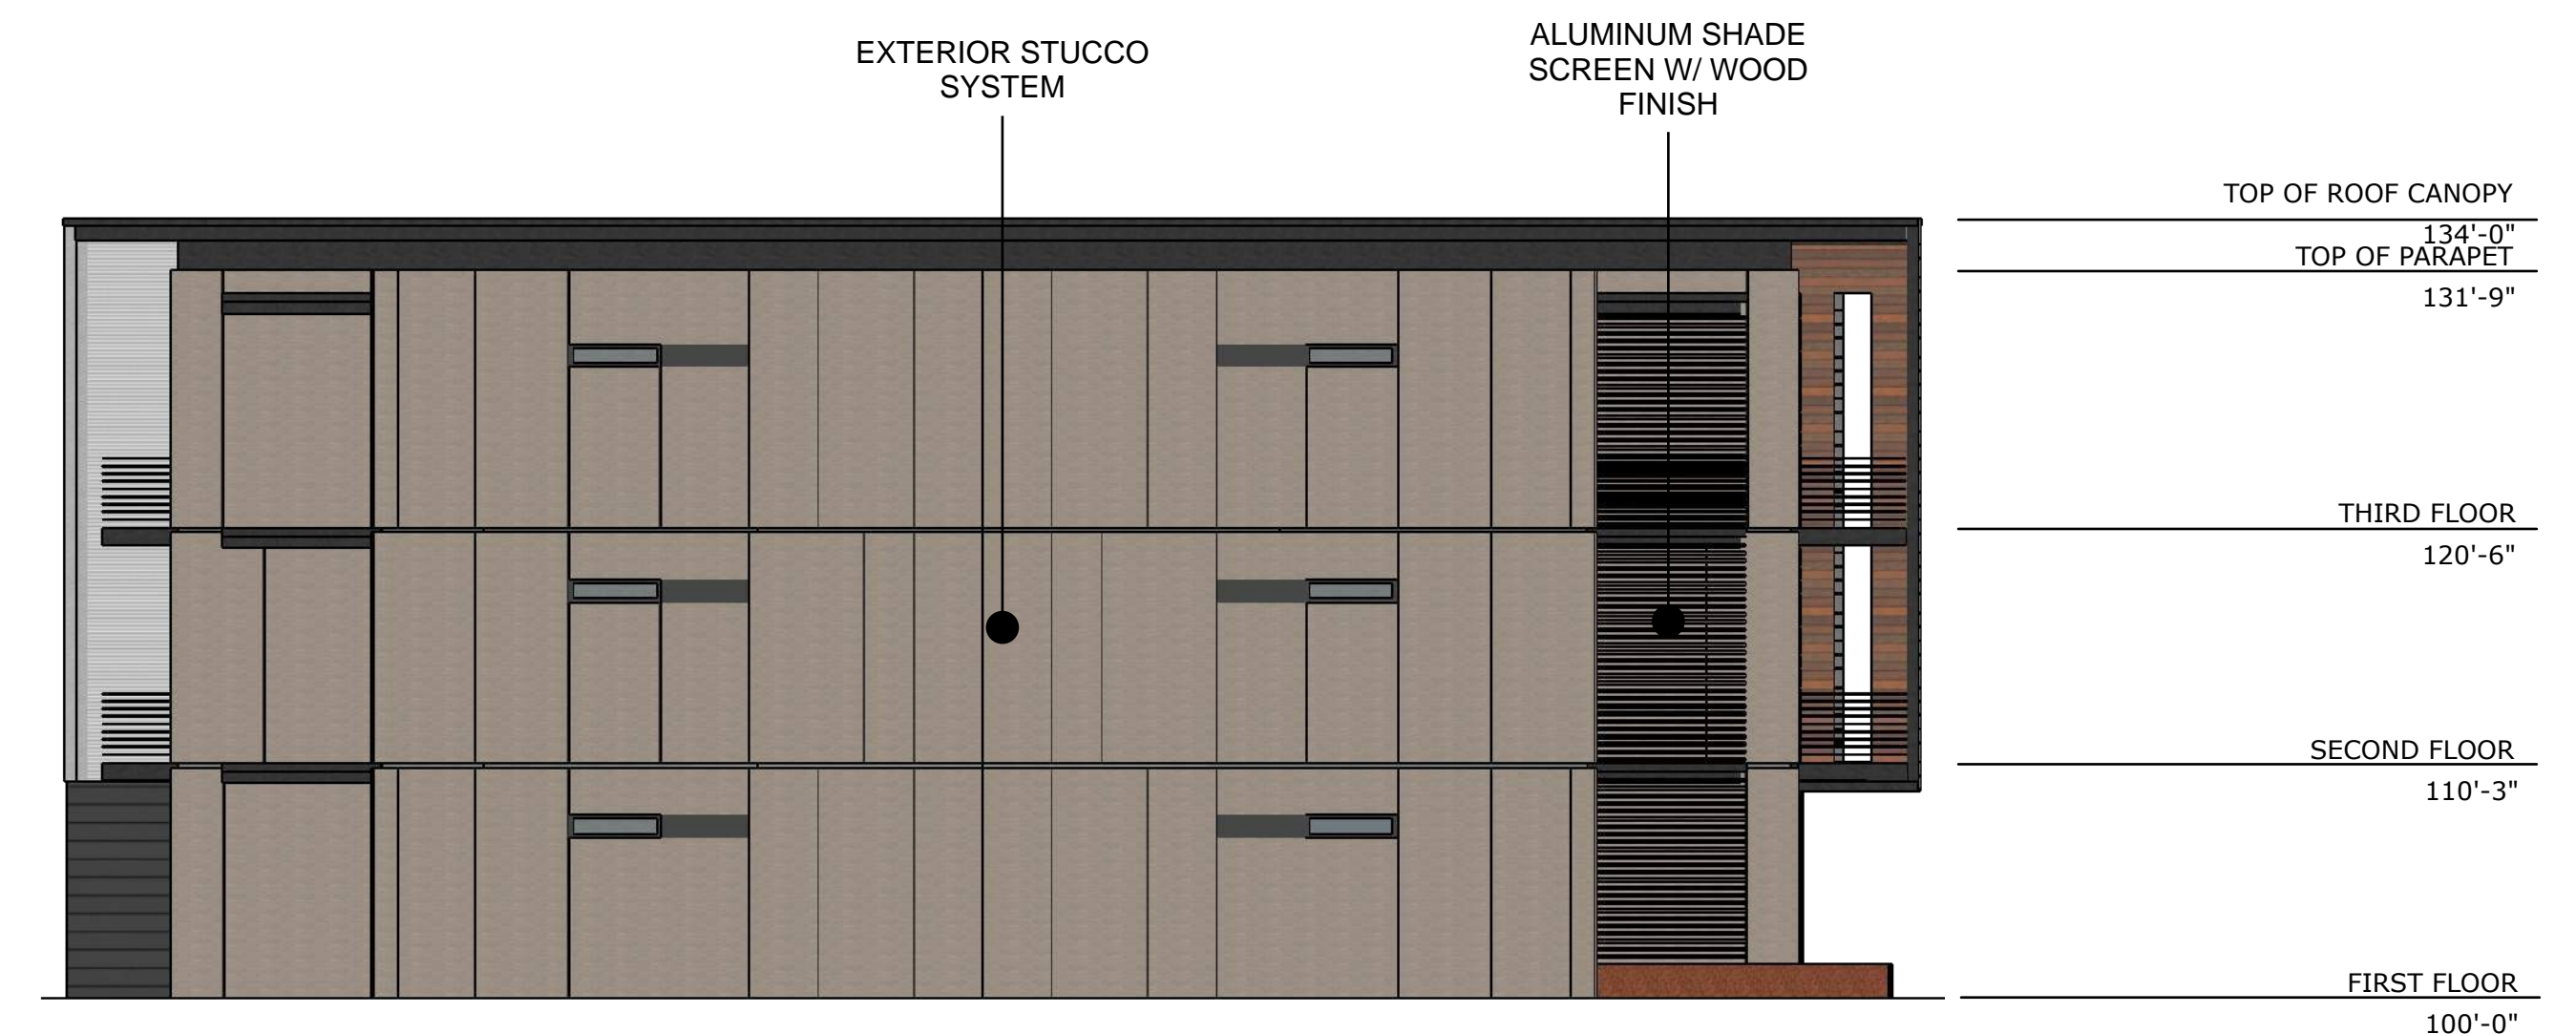 EXTERIOR STUCCO
SYSTEM
ALUMINUM SHADE
SCREEN W/ WOOD
FINISH
TOP OF ROOF CANOPY
134'-0"
TOP OF PARAPET
131'-9"
THIRD FLOOR
120'-6"
SECOND FLOOR
110'-3"
FIRST FLOOR
100'-0"